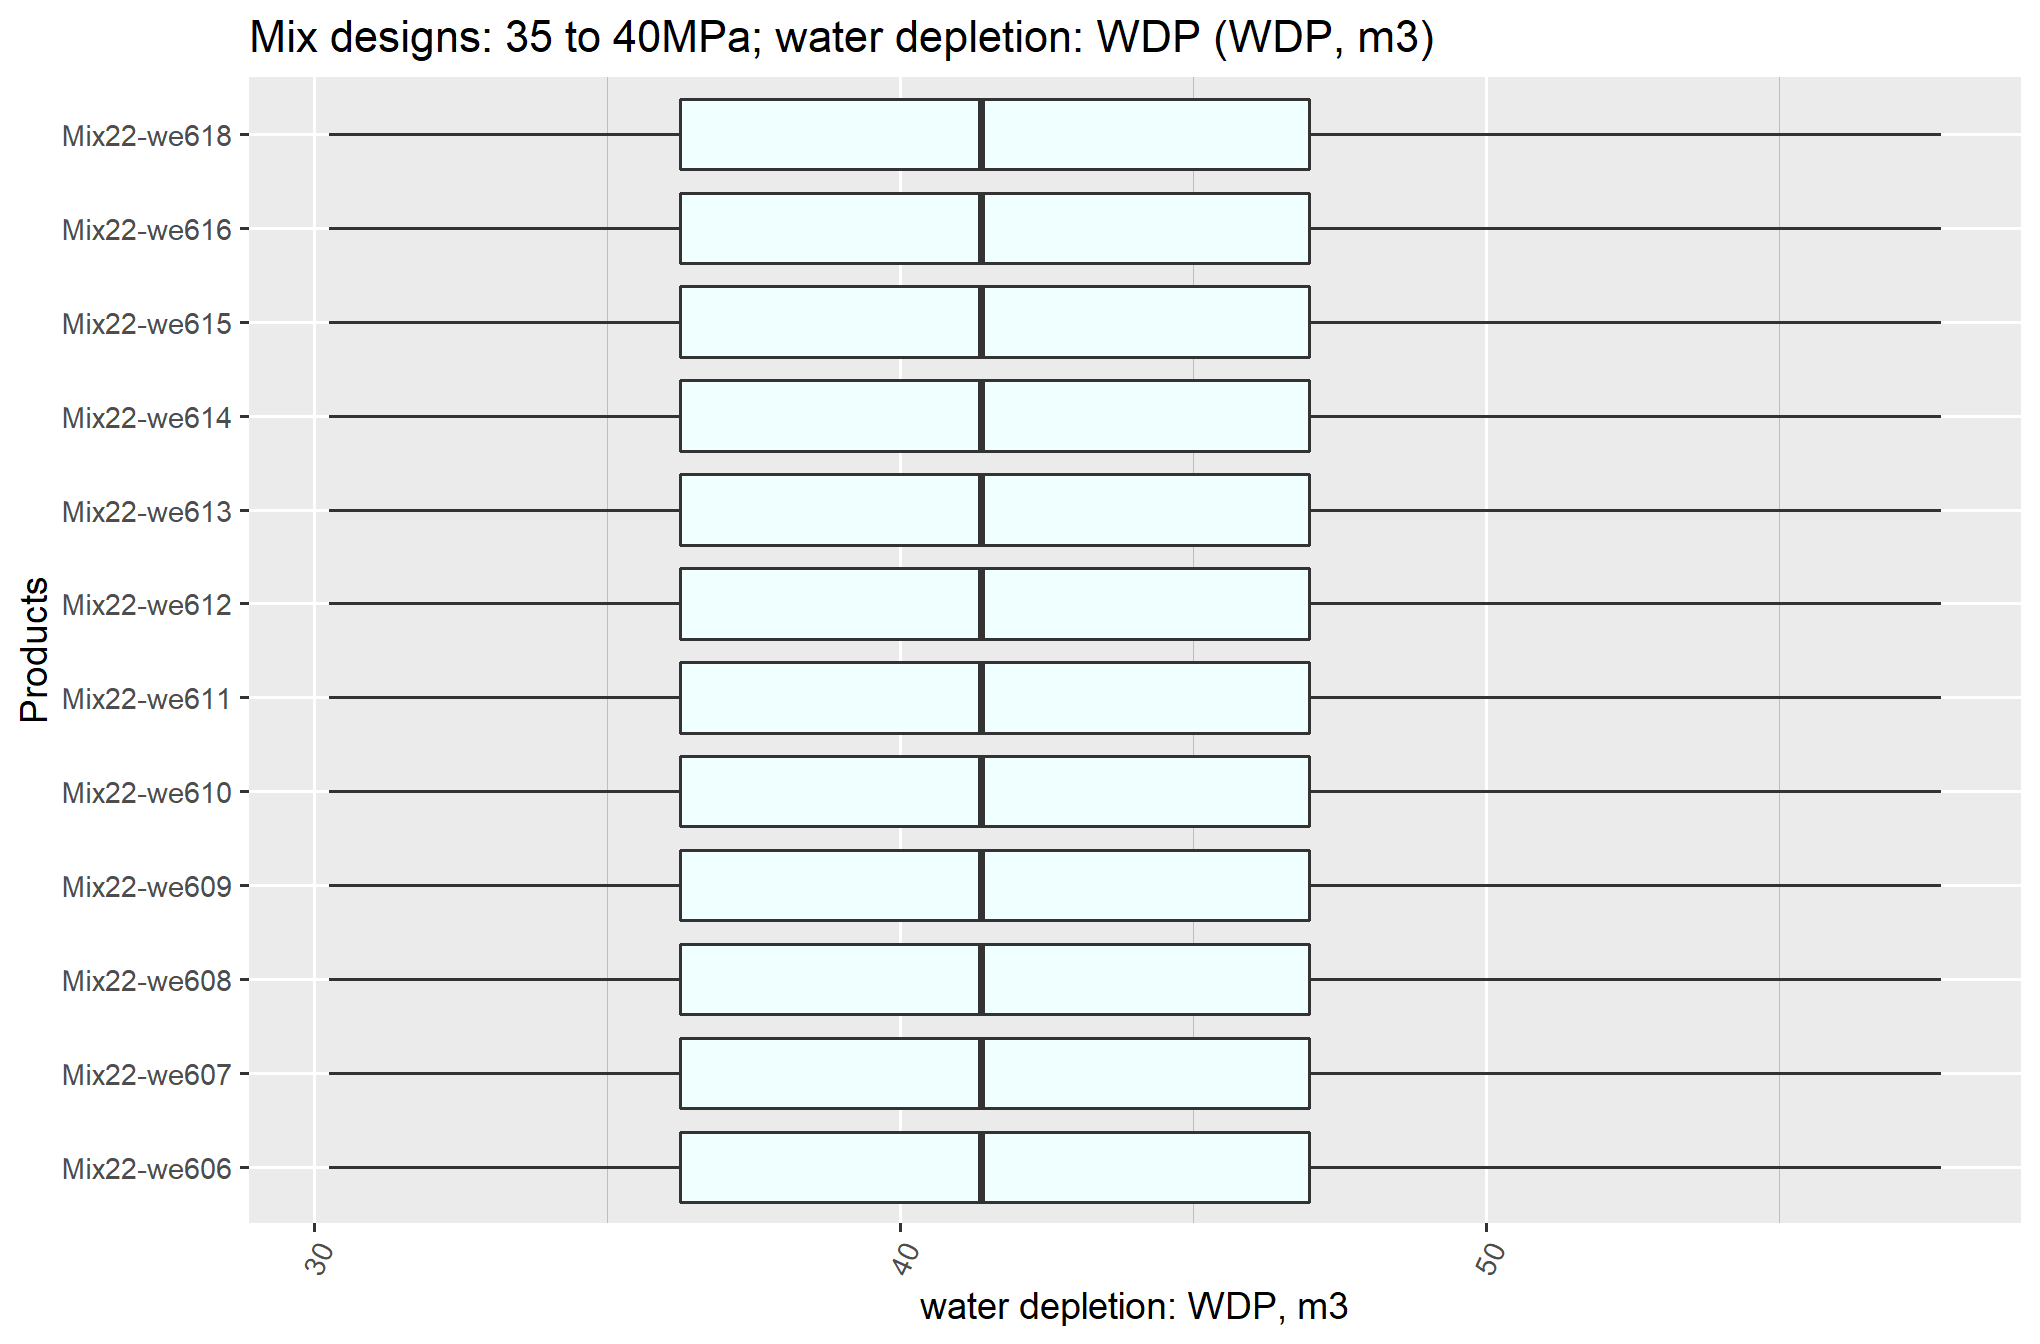 Mix designs: 35 to 40MPa; water depletion: WDP (WDP, m3)
Products
Mix22-we618
Mix22-we616
Mix22-we615
Mix22-we614
Mix22-we613
Mix22-we612
Mix22-we611
Mix22-we610
Mix22-we609
Mix22-we608
Mix22-we607
Mix22-we606
30 40 50
water depletion: WDP, m3